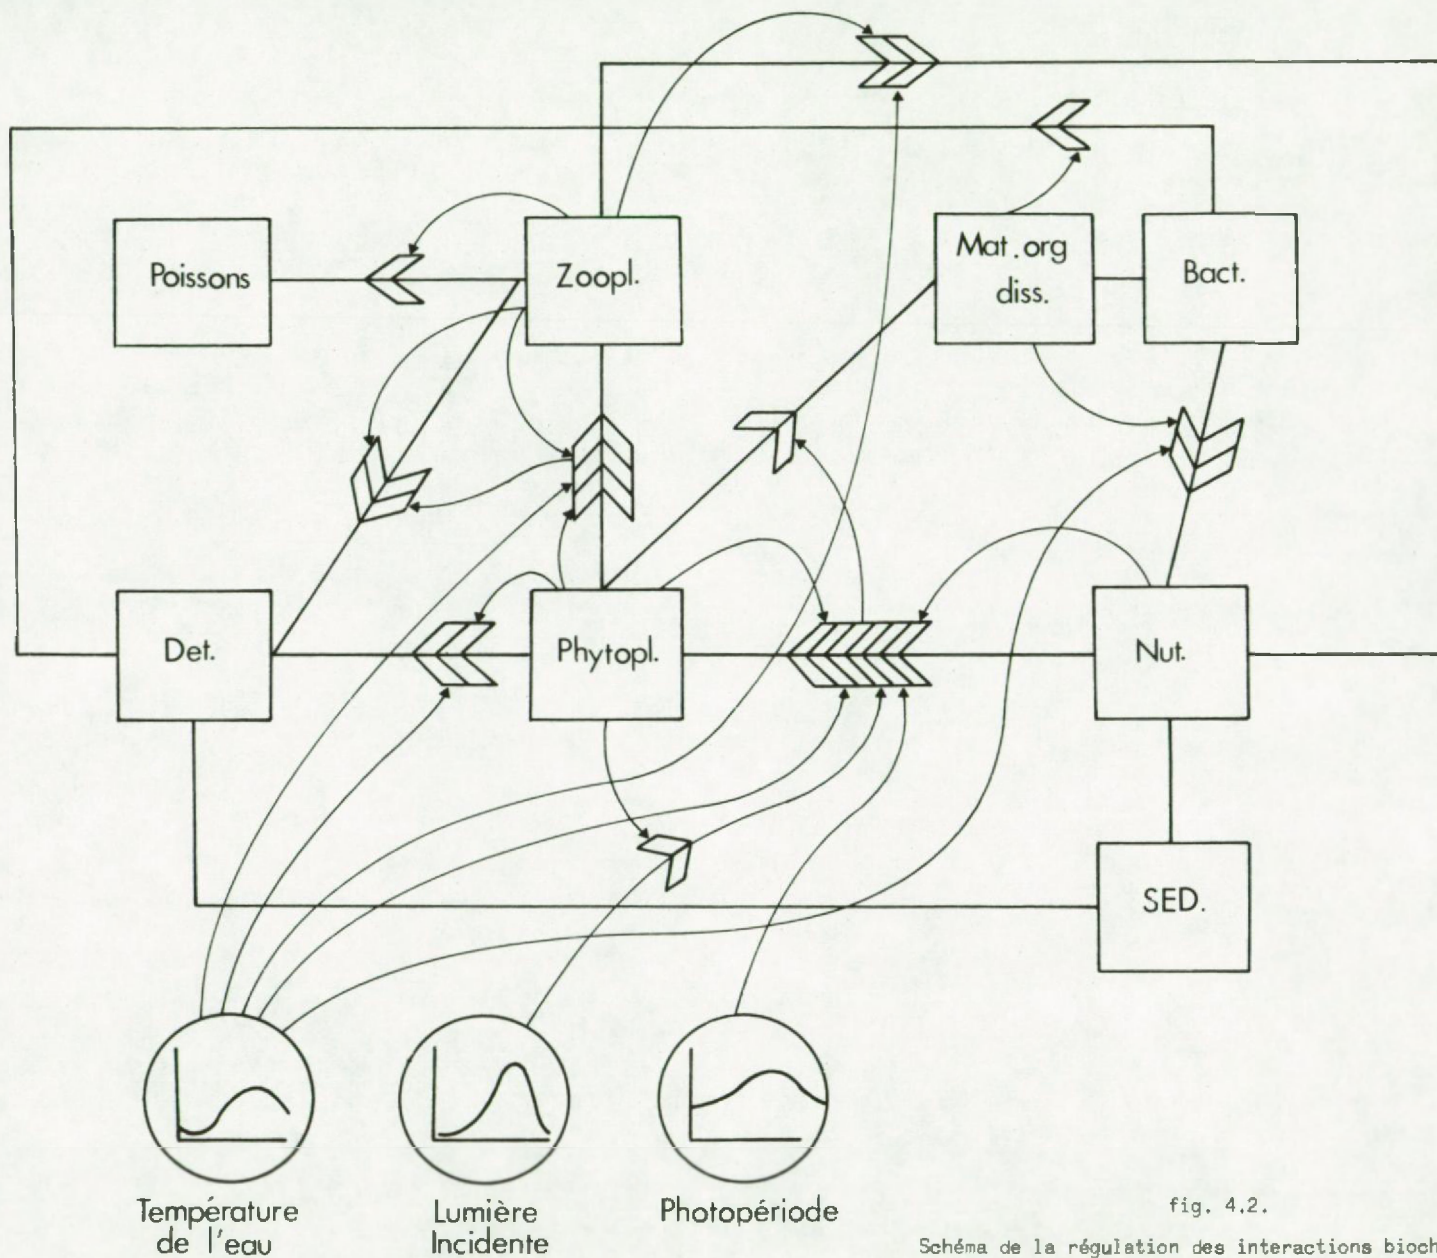 Poissons
Zoopl.
Mat.org
diss.
Bact.
Det.
Phytopl.
Nut.
SED.
Température
de l'eau
Lumière
Incidente
Photopériode
fig. 4.2.
Schéma de la régulation des interactions bioch